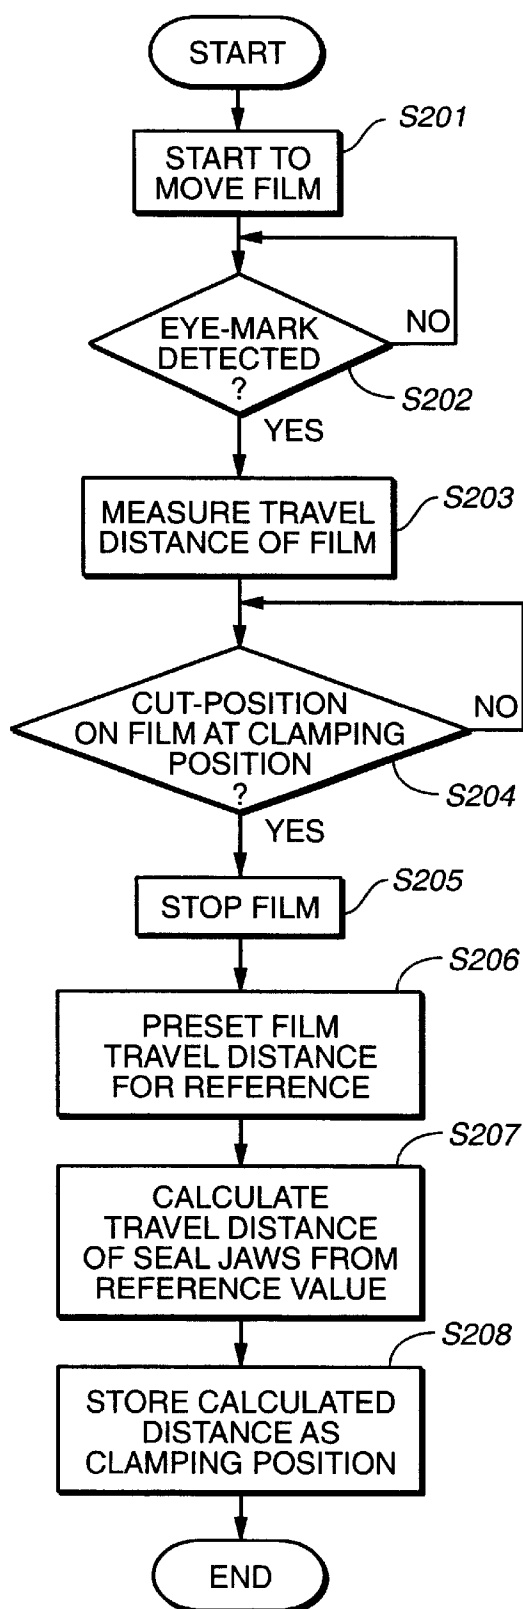 START
S201
START TO
MOVE FILM
NO
EYE-MARK
DETECTED
?
S202
YES
S203
MEASURE TRAVEL
DISTANCE OF FILM
CUT-POSITION
ON FILM AT CLAMPING
POSITION
?
NO
S204
YES
S205
STOP FILM
S206
PRESET FILM
TRAVEL DISTANCE
FOR REFERENCE
S207
CALCULATE
TRAVEL DISTANCE
OF SEAL JAWS FROM
REFERENCE VALUE
S208
STORE CALCULATED
DISTANCE AS
CLAMPING POSITION
END